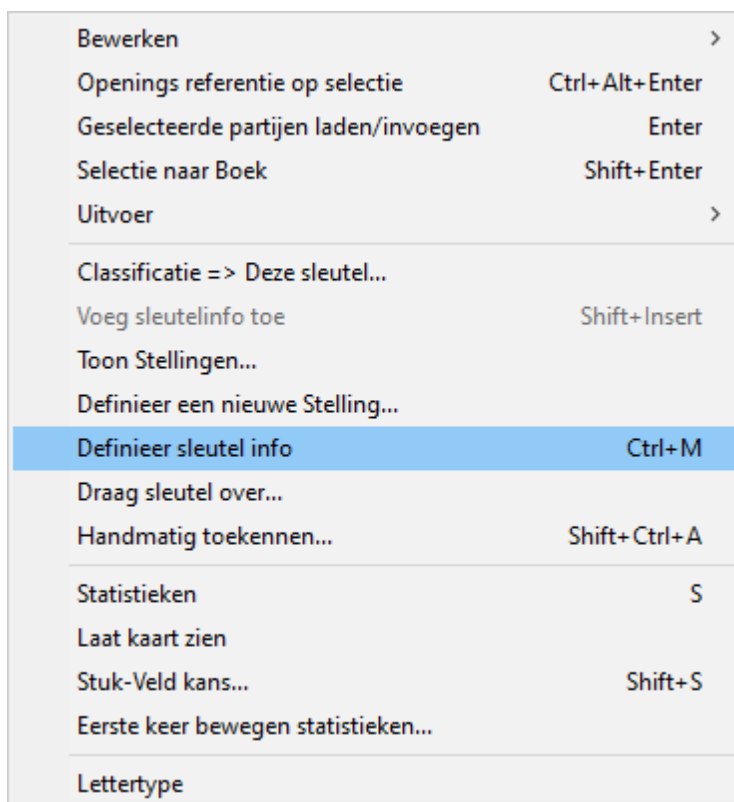 Bewerken
Openings referentie op selectie Ctrl+Alt+Enter
Geselecteerde partijen laden/invoegen Enter
Selectie naar Boek Shift+Enter
Uitvoer
Classificatie => Deze sleutel...
Voeg sleutelinfo toe Shift+Insert
Toon Stellingen...
Definieer een nieuwe Stelling...
Definieer sleutel info Ctrl+M
Draag sleutel over...
Handmatig toekennen... Shift+Ctrl+A
Statistieken S
Laat kaart zien
Stuk-Veld kans... Shift+S
Eerste keer bewegen statistieken...
Lettertype